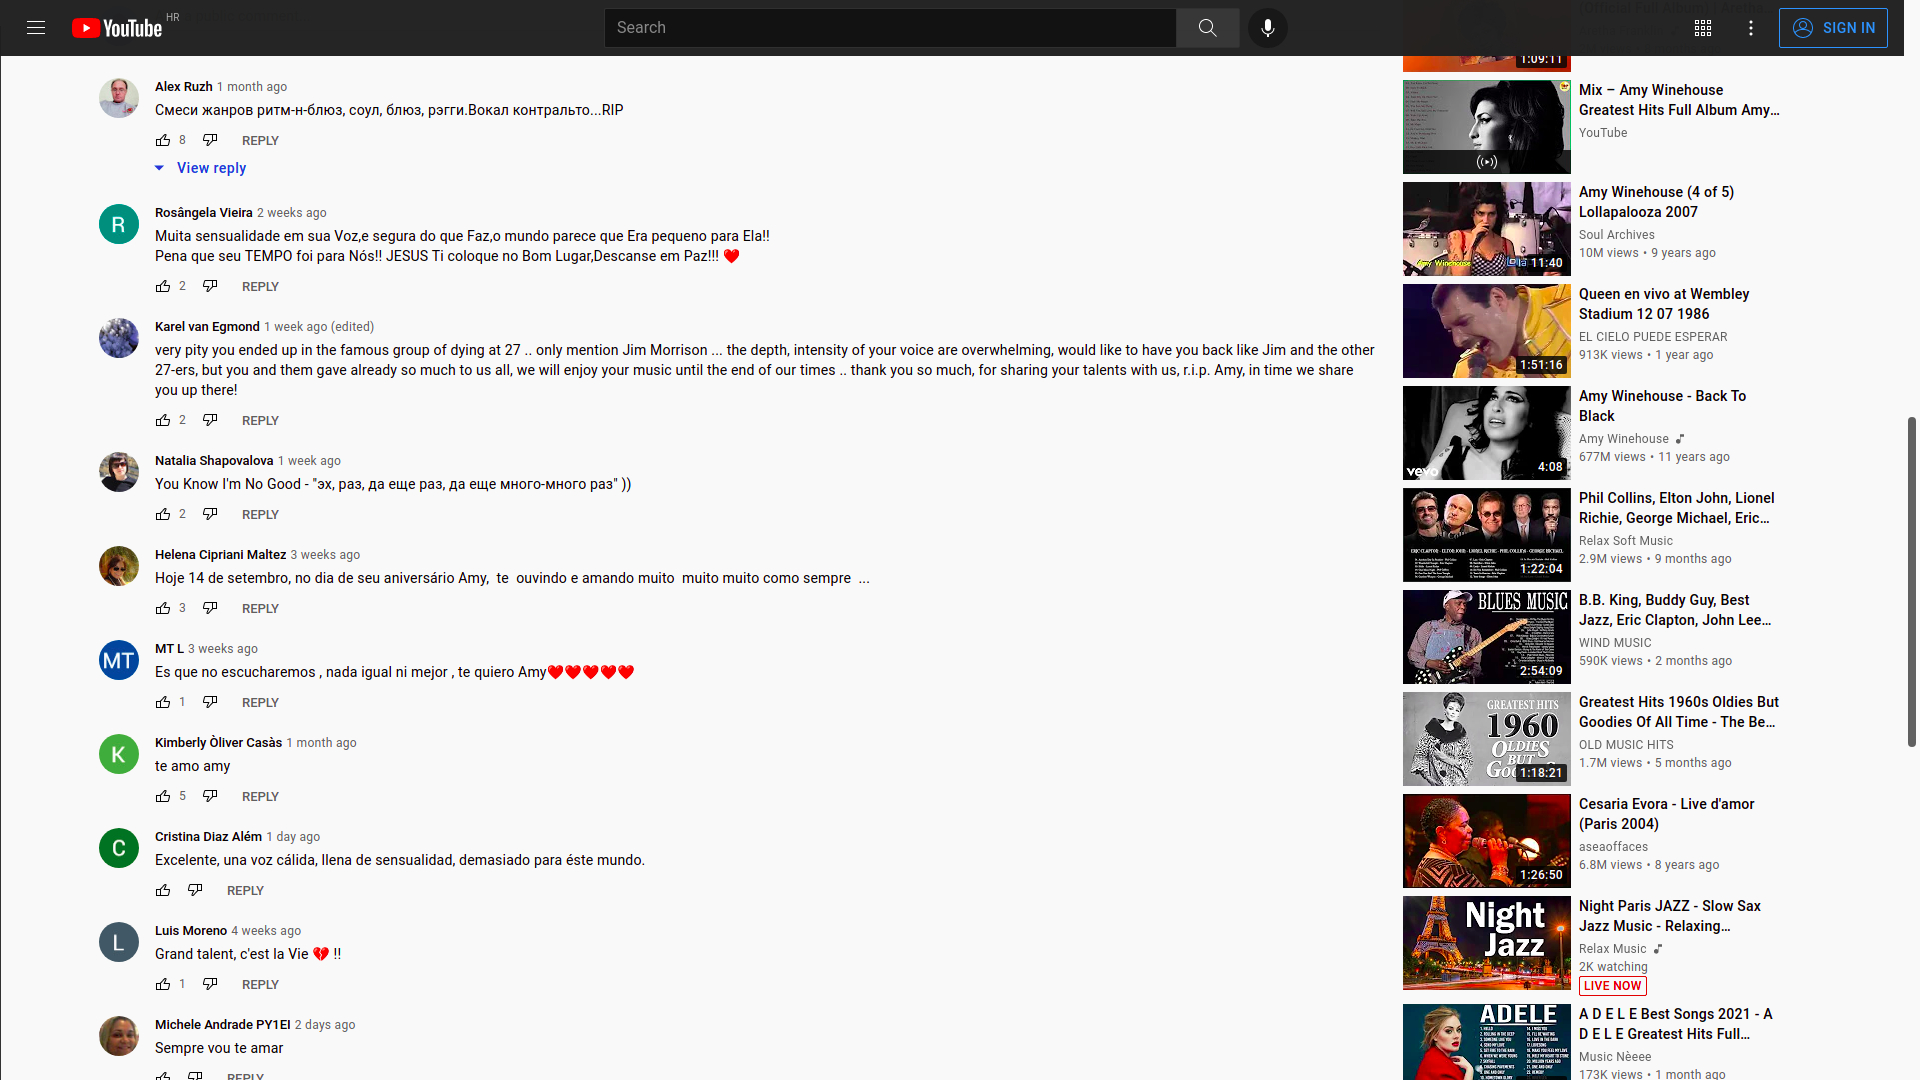 YouTube HR
Search
SIGN IN
Alex Ruzh 1 month ago
Смеси жанров ритм-н-блюз, соул, блюз, рэгги.Вокал контральто...RIP
8 REPLY
View reply
R
Rosângela Vieira 2 weeks ago
Muita sensualidade em sua Voz,e segura do que Faz,o mundo parece que Era pequeno para Ela!!
Pena que seu TEMPO foi para Nós!! JESUS Ti coloque no Bom Lugar,Descanse em Paz!!! ❤️
2 REPLY
Karel van Egmond 1 week ago (edited)
very pity you ended up in the famous group of dying at 27 .. only mention Jim Morrison ... the depth, intensity of your voice are overwhelming, would like to have you back like Jim and the other
27-ers, but you and them gave already so much to us all, we will enjoy your music until the end of our times .. thank you so much, for sharing your talents with us, r.i.p. Amy, in time we share
you up there!
2 REPLY
Natalia Shapovalova 1 week ago
You Know I'm No Good - "эх, раз, да еще раз, да еще много-много раз" ))
2 REPLY
Helena Cipriani Maltez 3 weeks ago
Hoje 14 de setembro, no dia de seu aniversário Amy, te ouvindo e amando muito muito muito como sempre ...
3 REPLY
MT
MT L 3 weeks ago
Es que no escucharemos , nada igual ni mejor , te quiero Amy❤️❤️❤️❤️❤️
1 REPLY
K
Kimberly Òliver Casàs 1 month ago
te amo amy
5 REPLY
C
Cristina Diaz Além 1 day ago
Excelente, una voz cálida, llena de sensualidad, demasiado para éste mundo.
REPLY
L
Luis Moreno 4 weeks ago
Grand talent, c'est la Vie 💔 !!
1 REPLY
Michele Andrade PY1EI 2 days ago
Sempre vou te amar
REPLY
1:09:11
Mix – Amy Winehouse
Greatest Hits Full Album Amy...
YouTube
Amy Winehouse
11:40
Amy Winehouse (4 of 5)
Lollapalooza 2007
Soul Archives
10M views • 9 years ago
1:51:16
Queen en vivo at Wembley
Stadium 12 07 1986
EL CIELO PUEDE ESPERAR
913K views • 1 year ago
vevo
4:08
Amy Winehouse - Back To
Black
Amy Winehouse
677M views • 11 years ago
ERIC CLAPTON - ELTON JOHN - LIONEL RICHIE - PHIL COLLINS - GEORGE MICHAEL
1:22:04
Phil Collins, Elton John, Lionel
Richie, George Michael, Eric...
Relax Soft Music
2.9M views • 9 months ago
BLUES MUSIC
2:54:09
B.B. King, Buddy Guy, Best
Jazz, Eric Clapton, John Lee...
WIND MUSIC
590K views • 2 months ago
GREATEST HITS
1960
OLDIES
BUT
1:18:21
Greatest Hits 1960s Oldies But
Goodies Of All Time - The Be...
OLD MUSIC HITS
1.7M views • 5 months ago
1:26:50
Cesaria Evora - Live d'amor
(Paris 2004)
aseaoffaces
6.8M views • 8 years ago
Night
Jazz
Night Paris JAZZ - Slow Sax
Jazz Music - Relaxing...
Relax Music
2K watching
LIVE NOW
ADELE
A D E L E Best Songs 2021 - A
D E L E Greatest Hits Full...
Music Nèeee
173K views • 1 month ago